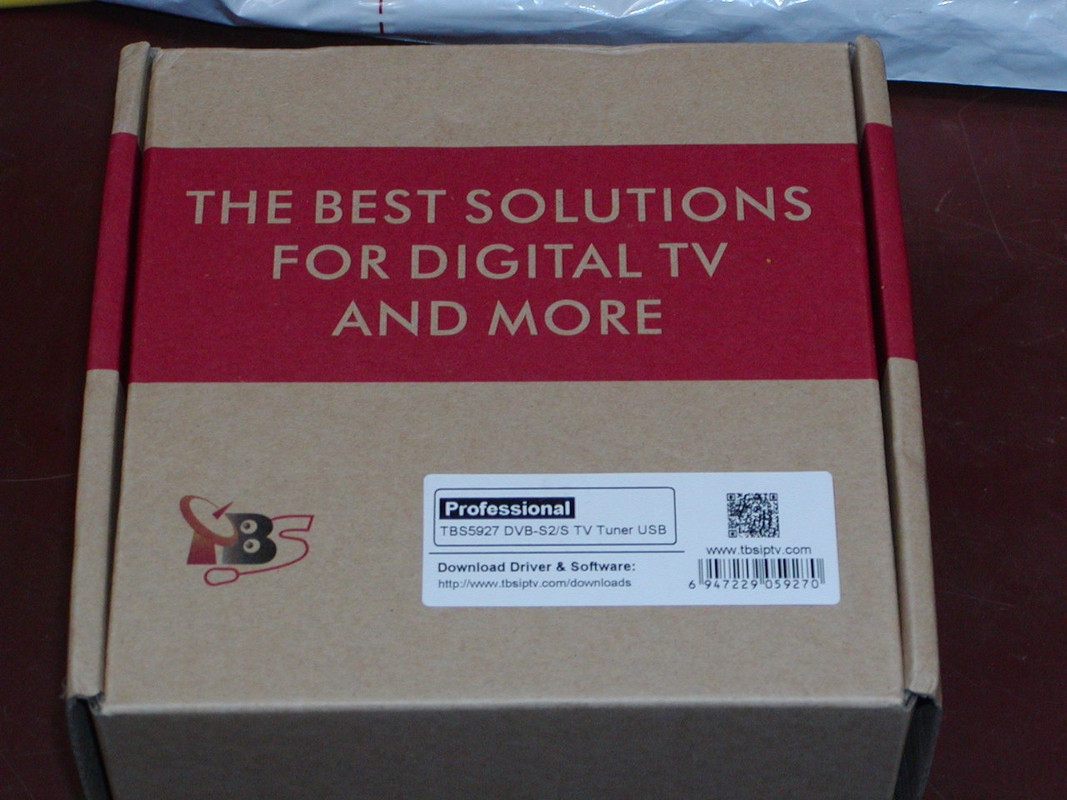 THE BEST SOLUTIONS
FOR DIGITAL TV
AND MORE
TBS
Professional
TBS5927 DVB-S2/S TV Tuner USB
Download Driver & Software:
http://www.tbsiptv.com/downloads
www.tbsiptv.com
6 947229 059270